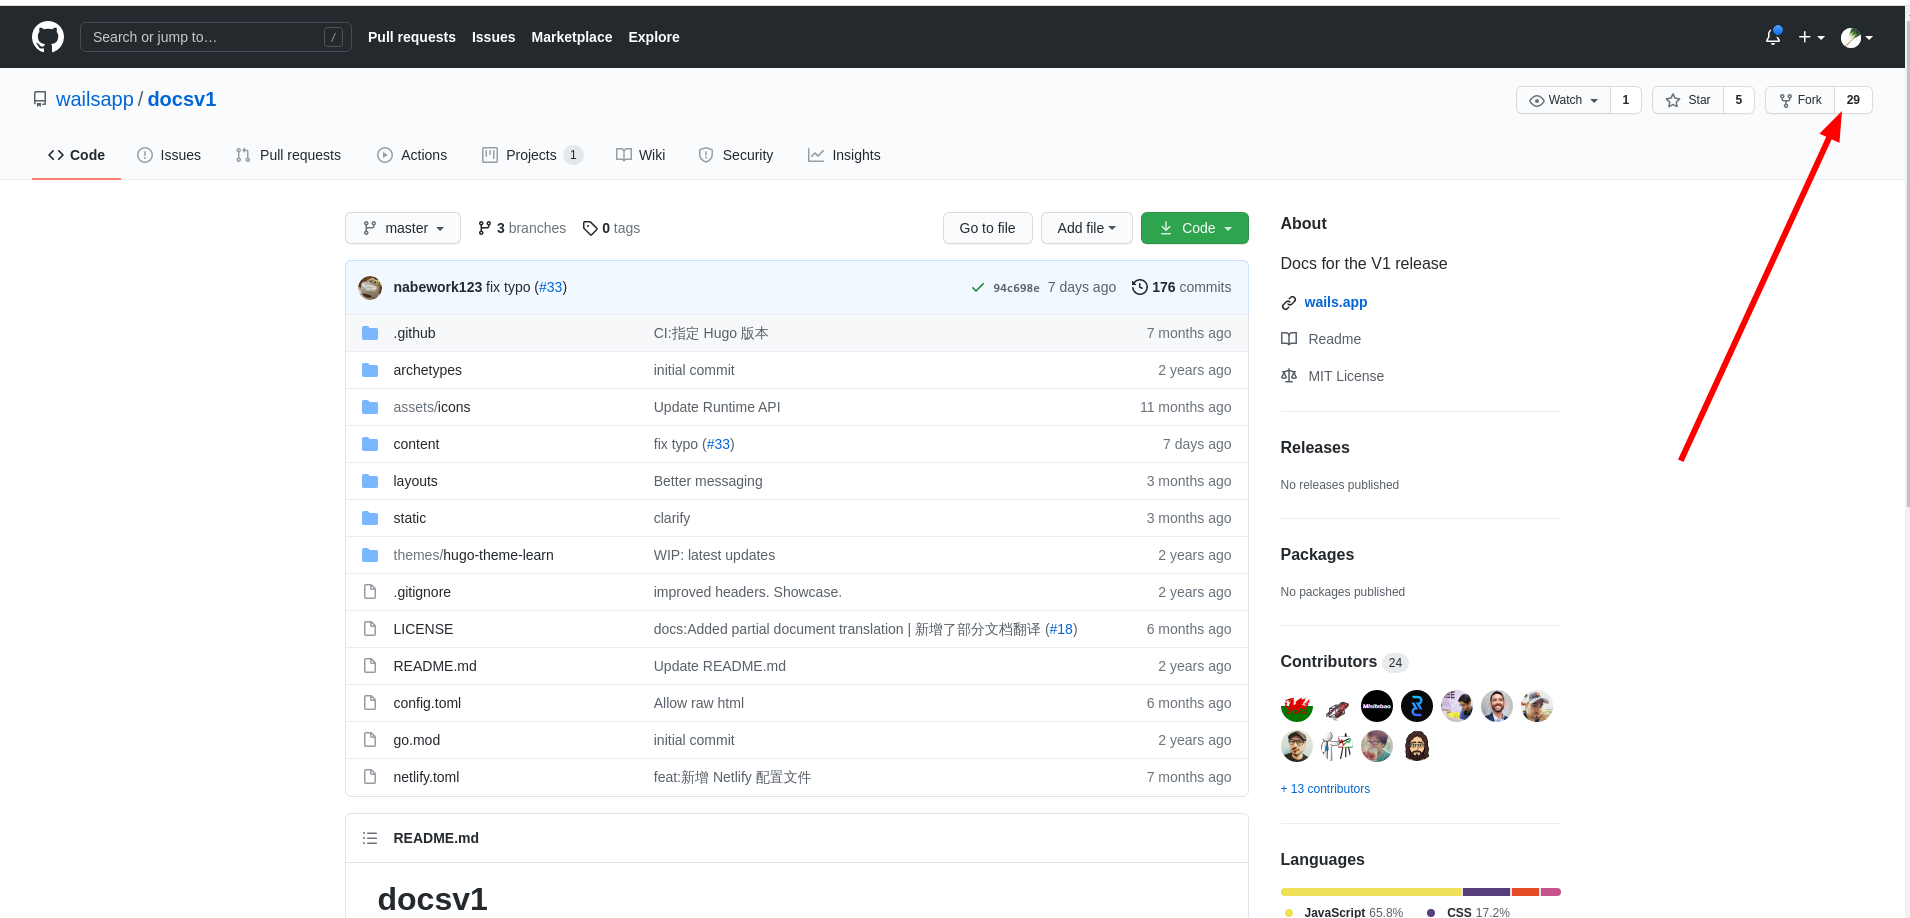 Search or jump to… / Pull requests Issues Marketplace Explore
wailsapp / docsv1 Watch 1 Star 5 Fork 29
Code Issues Pull requests Actions Projects 1 Wiki Security Insights
master 3 branches 0 tags Go to file Add file Code
nabework123 fix typo (#33) 94c698e 7 days ago 176 commits
.github CI:指定 Hugo 版本 7 months ago
archetypes initial commit 2 years ago
assets/icons Update Runtime API 11 months ago
content fix typo (#33) 7 days ago
layouts Better messaging 3 months ago
static clarify 3 months ago
themes/hugo-theme-learn WIP: latest updates 2 years ago
.gitignore improved headers. Showcase. 2 years ago
LICENSE docs:Added partial document translation | 新增了部分文档翻译 (#18) 6 months ago
README.md Update README.md 2 years ago
config.toml Allow raw html 6 months ago
go.mod initial commit 2 years ago
netlify.toml feat:新增 Netlify 配置文件 7 months ago
README.md
docsv1
About
Docs for the V1 release
wails.app
Readme
MIT License
Releases
No releases published
Packages
No packages published
Contributors 24
Misitebao
+ 13 contributors
Languages
JavaScript 65.8% CSS 17.2%